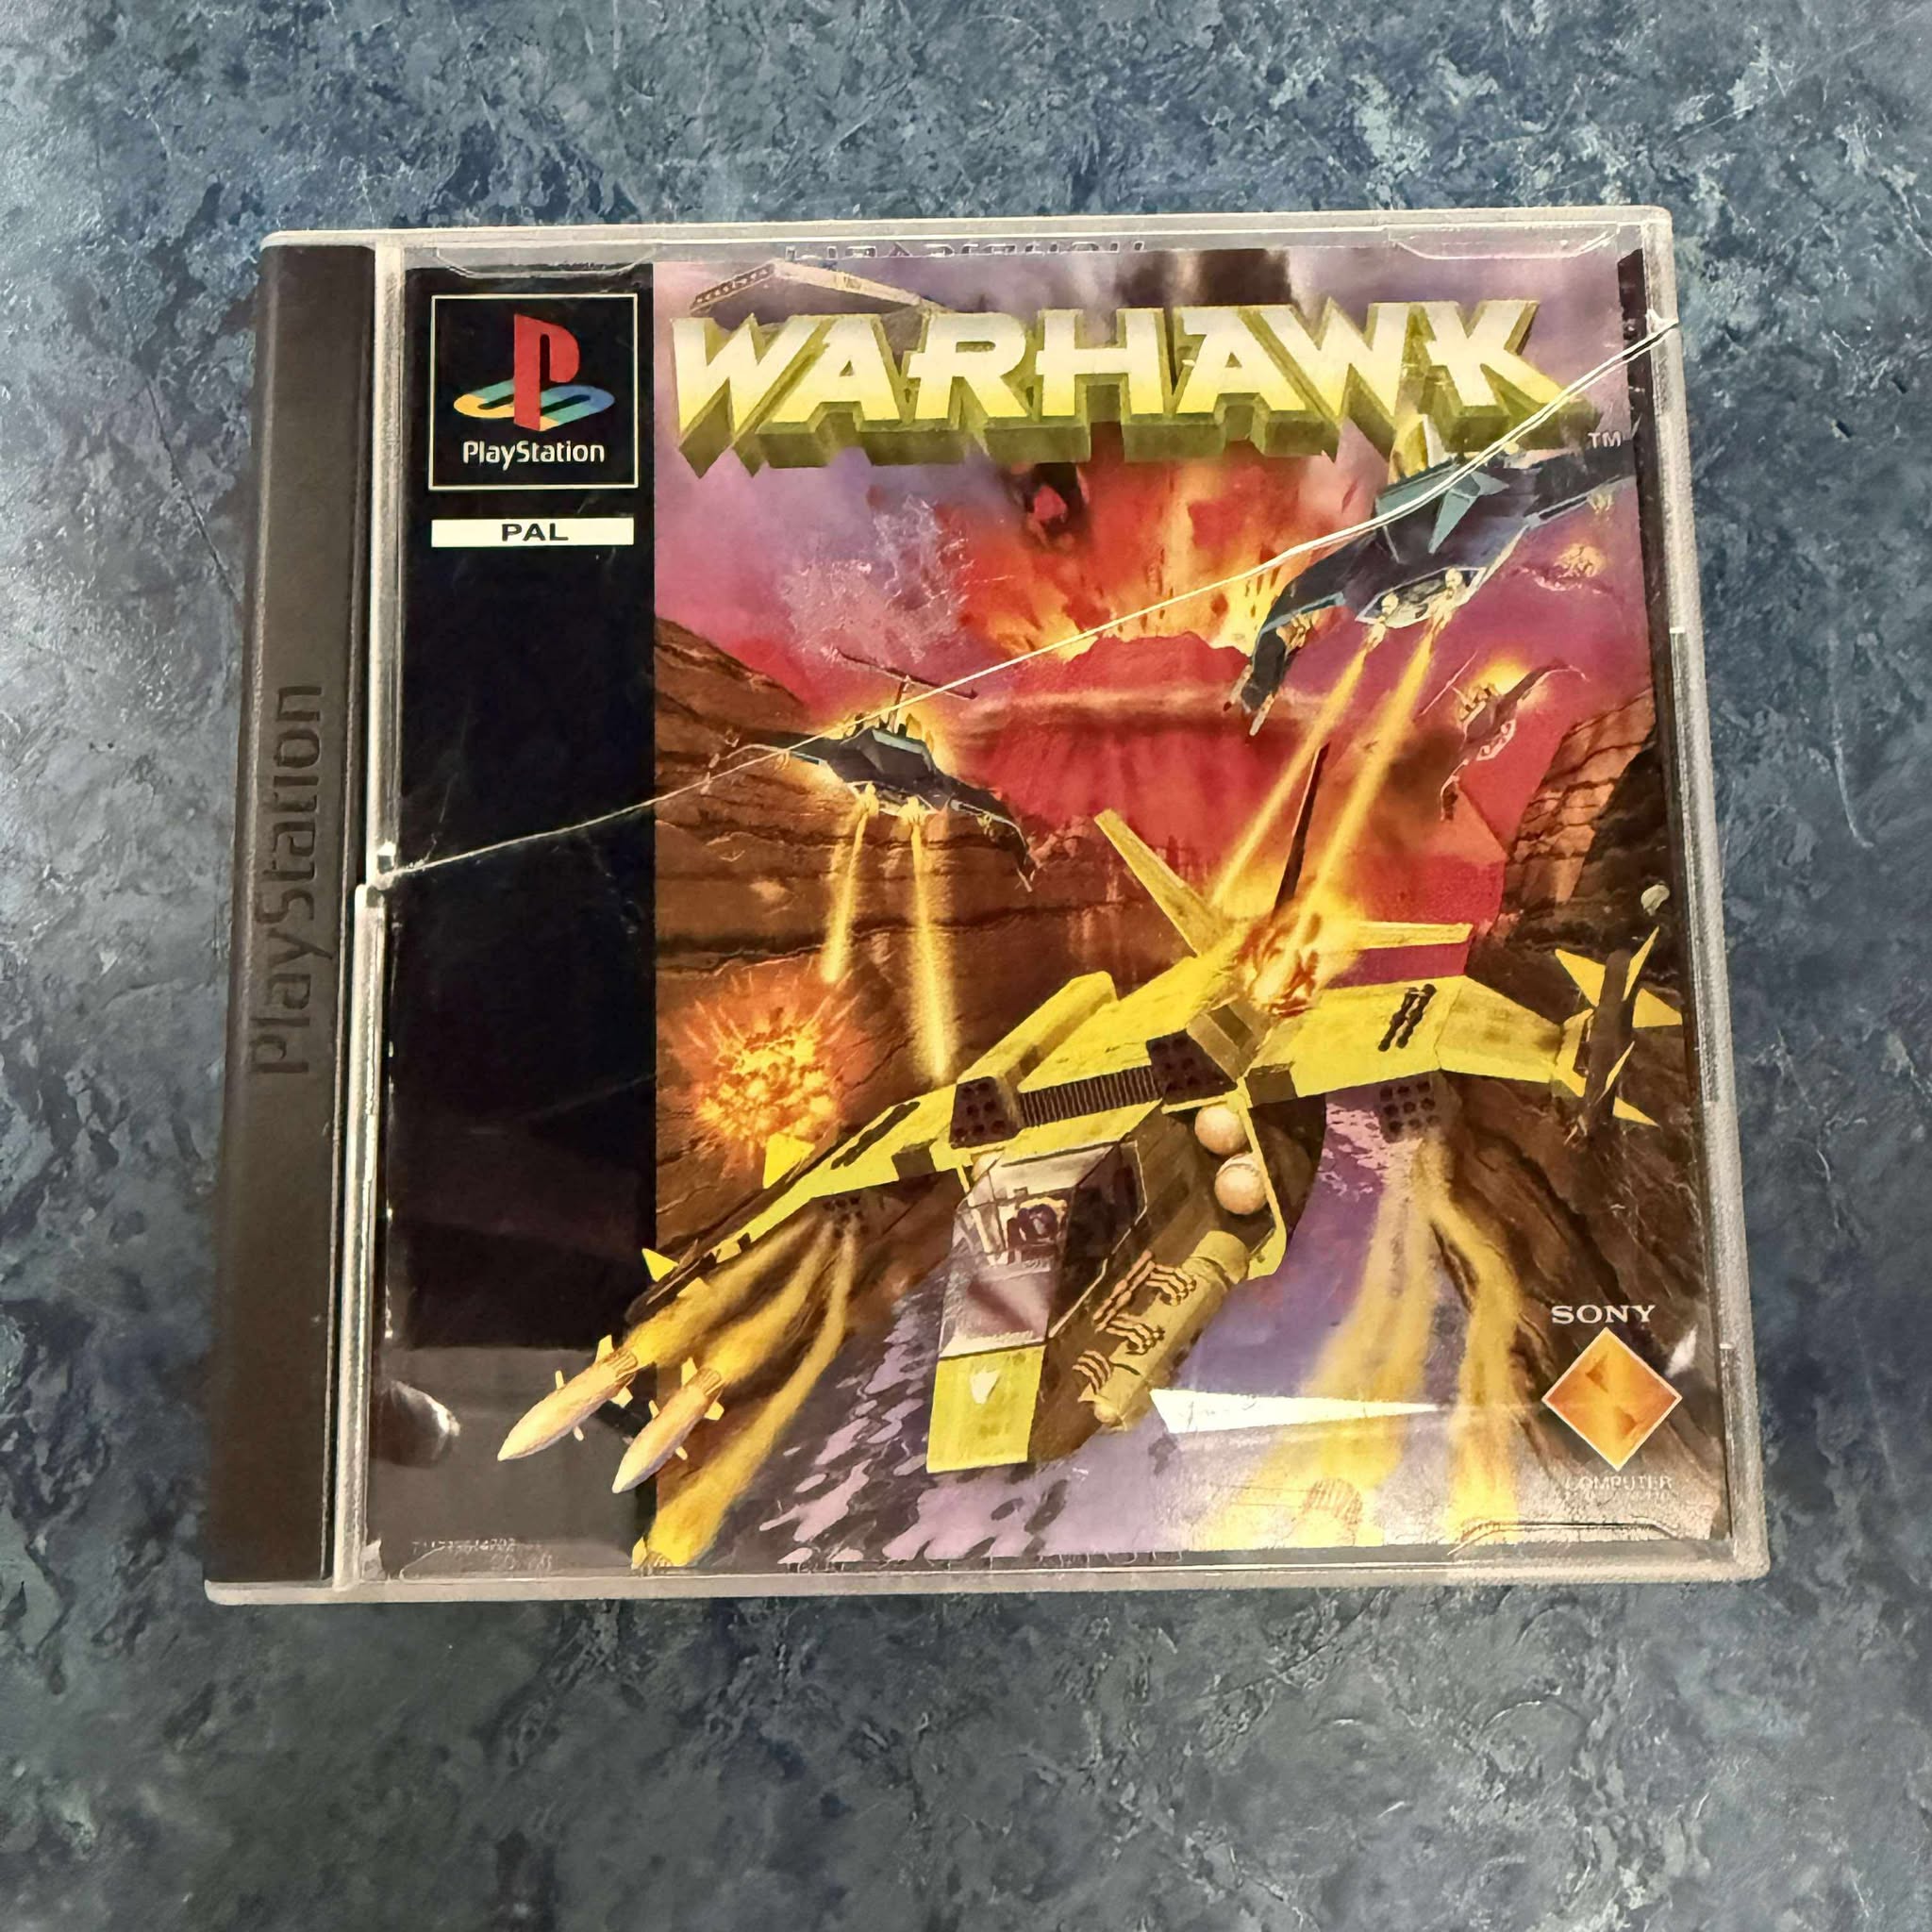 WARHAWK
TM
PlayStation
PAL
PlayStation
SONY
COMPUTER